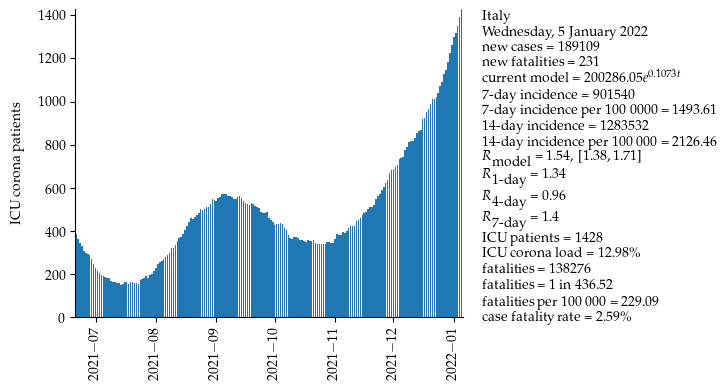 1400
1200
1000
800
600
400
200
0
ICU corona patients
2021−07
2021−08
2021−09
2021−10
2021−11
2021−12
2022−01
Italy
Wednesday, 5 January 2022
new cases = 189109
new fatalities = 231
current model = 200286.05e^0.1073t
7-day incidence = 901540
7-day incidence per 100 0000 = 1493.61
14-day incidence = 1283532
14-day incidence per 100 000 = 2126.46
R_model = 1.54, [1.38, 1.71]
R_1-day = 1.34
R_4-day = 0.96
R_7-day = 1.4
ICU patients = 1428
ICU corona load = 12.98%
fatalities = 138276
fatalities = 1 in 436.52
fatalities per 100 000 = 229.09
case fatality rate = 2.59%